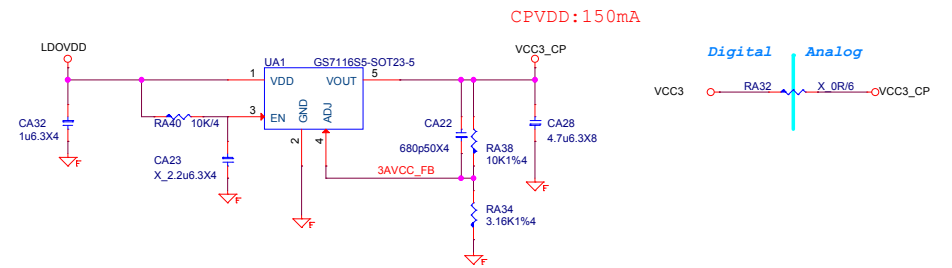 CPVDD:150mA
LDOVDD
UA1
GS7116S5-SOT23-5
VCC3_CP
Digital
Analog
1
VDD
VOUT
5
VCC3
RA32
X_0R/6
VCC3_CP
3
EN
GND
ADJ
CA32
1u6.3X4
RA40
10K/4
2
4
CA22
680p50X4
RA38
10K1%4
CA28
4.7u6.3X8
CA23
X_2.2u6.3X4
3AVCC_FB
F
F
F
RA34
3.16K1%4
F
F